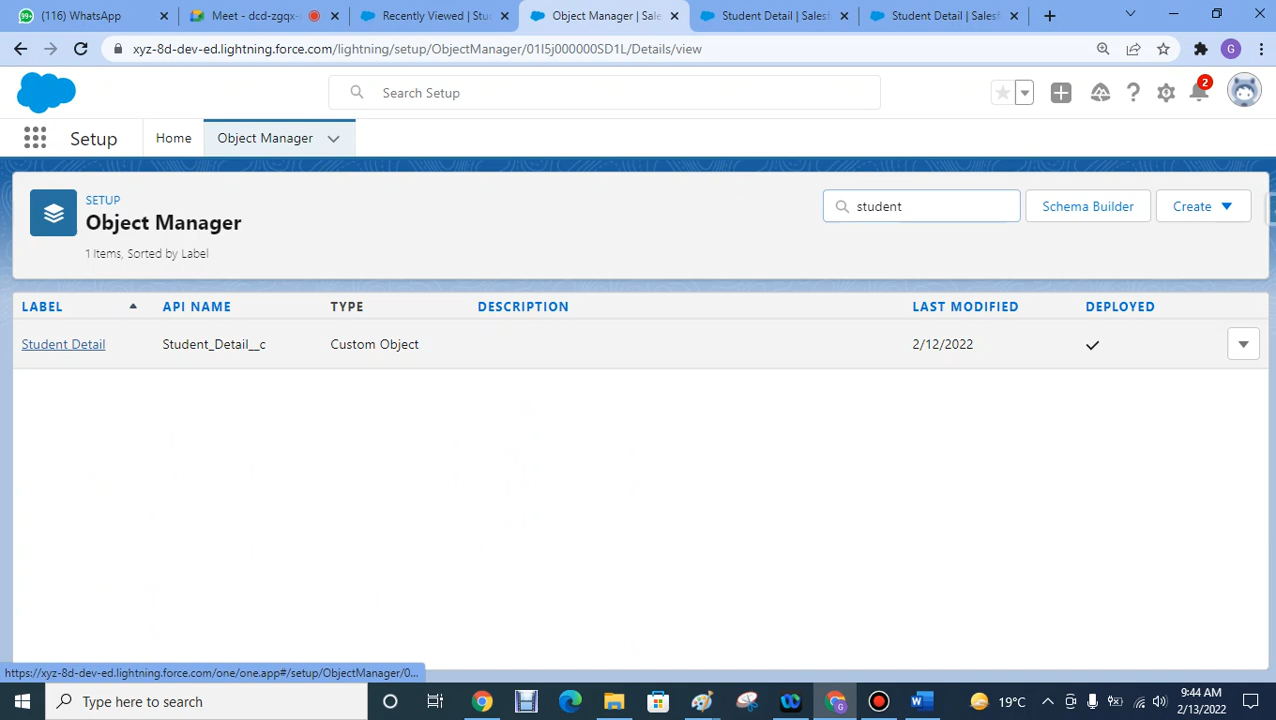 (116) WhatsApp
Meet - dcd-zgqx-
Recently Viewed | Stu
Object Manager | Sale
Student Detail | Salesf
Student Detail | Salesf
xyz-8d-dev-ed.lightning.force.com/lightning/setup/ObjectManager/01I5j000000SD1L/Details/view
G
Search Setup
2
Setup
Home
Object Manager
SETUP
Object Manager
1 Items, Sorted by Label
student
Schema Builder
Create
LABEL
API NAME
TYPE
DESCRIPTION
LAST MODIFIED
DEPLOYED
Student Detail
Student_Detail__c
Custom Object
2/12/2022
https://xyz-8d-dev-ed.lightning.force.com/one/one.app#/setup/ObjectManager/0...
Type here to search
19°C
9:44 AM
2/13/2022